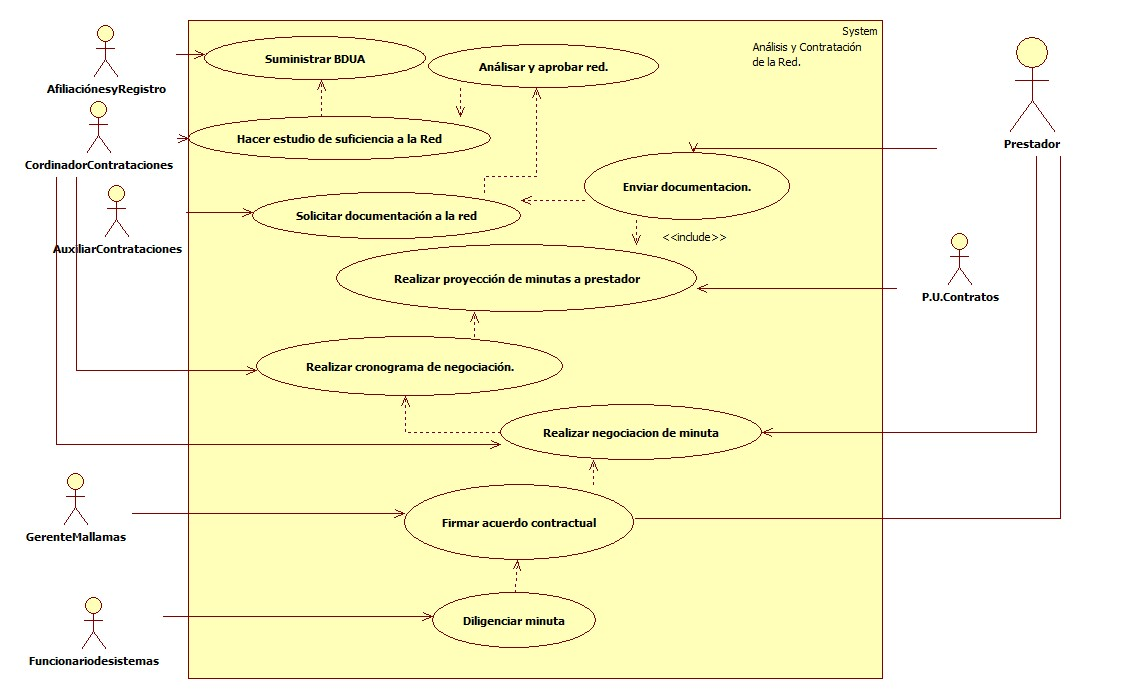 System
Análisis y Contratación
de la Red.
Suministrar BDUA
Análisar y aprobar red.
AfiliaciónesyRegistro
Hacer estudio de suficiencia a la Red
Prestador
CordinadorContrataciones
Enviar documentacion.
Solicitar documentación a la red
<<include>>
AuxiliarContrataciones
Realizar proyección de minutas a prestador
P.U.Contratos
Realizar cronograma de negociación.
Realizar negociacion de minuta
Firmar acuerdo contractual
GerenteMallamas
Diligenciar minuta
Funcionariodesistemas